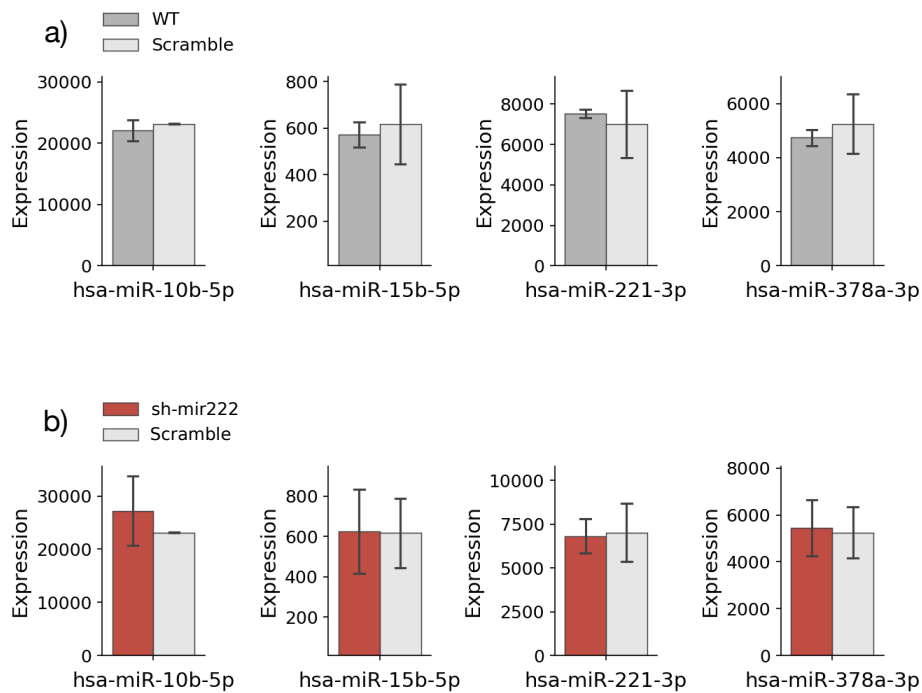 a)
WT
Scramble
Expression
30000
20000
10000
0
hsa-miR-10b-5p
Expression
800
600
400
200
hsa-miR-15b-5p
Expression
8000
6000
4000
2000
0
hsa-miR-221-3p
Expression
6000
4000
2000
0
hsa-miR-378a-3p
b)
sh-mir222
Scramble
Expression
30000
20000
10000
0
hsa-miR-10b-5p
Expression
800
600
400
200
hsa-miR-15b-5p
Expression
10000
7500
5000
2500
0
hsa-miR-221-3p
Expression
8000
6000
4000
2000
0
hsa-miR-378a-3p